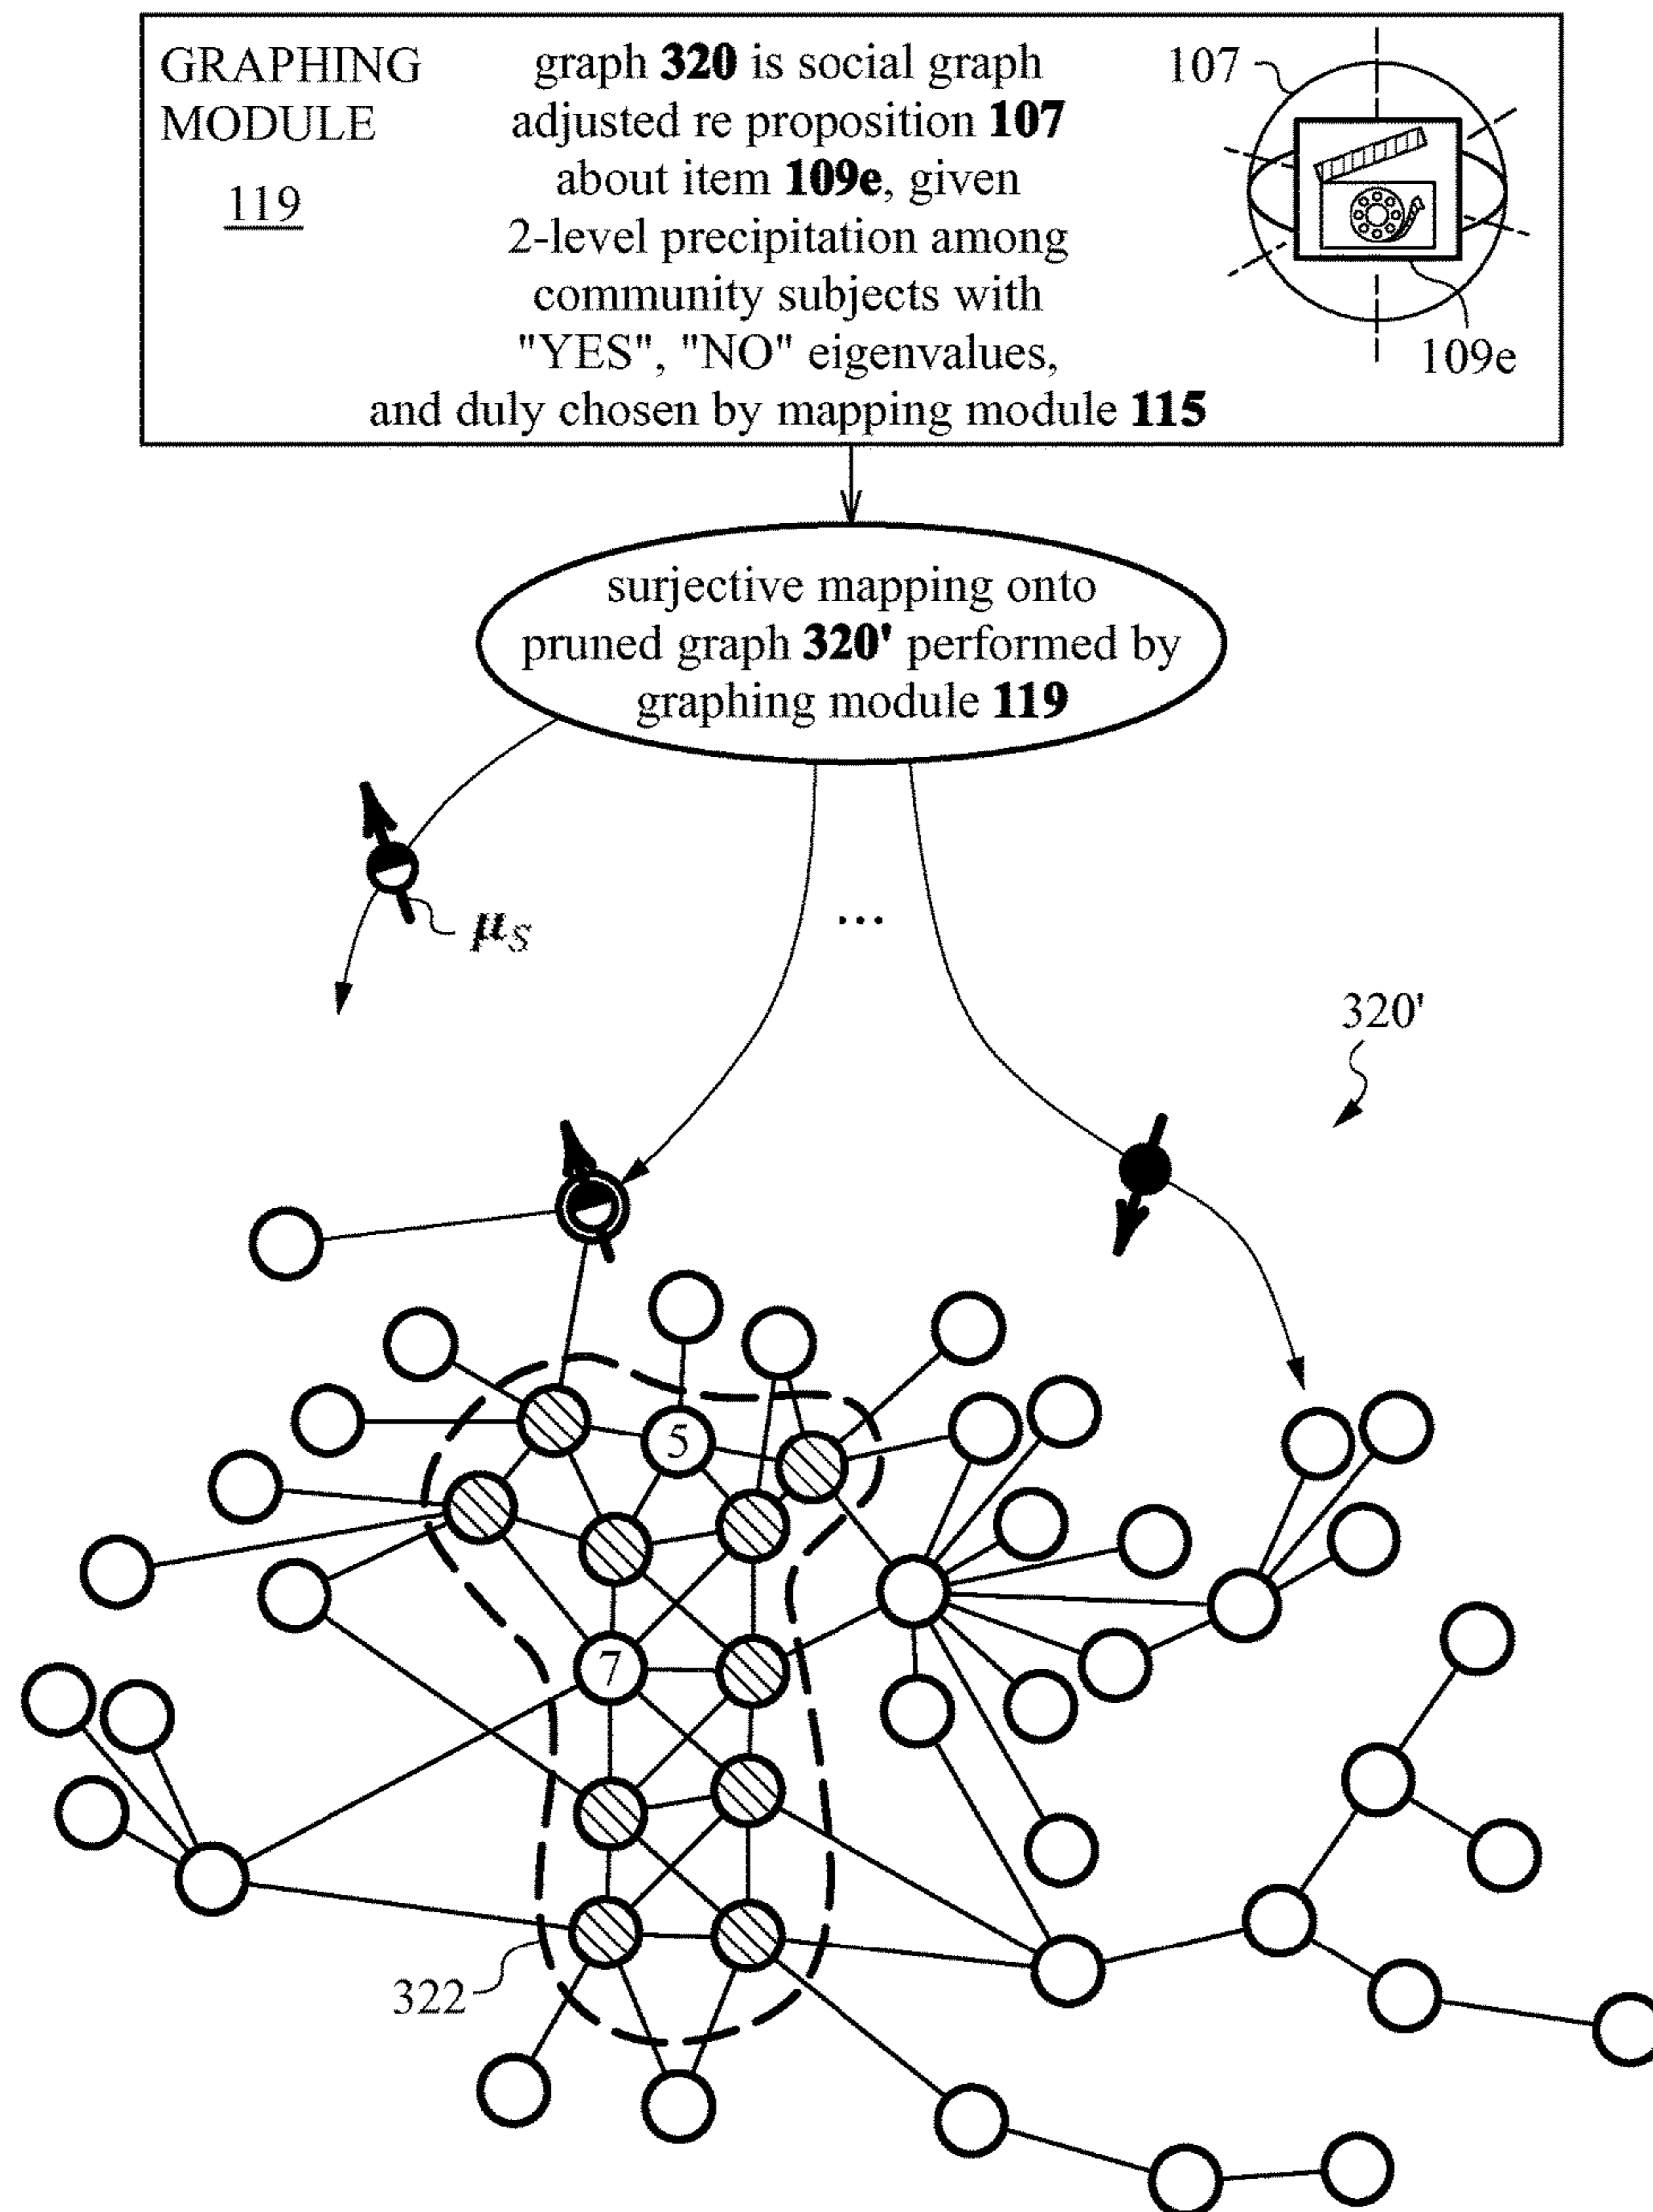 GRAPHING
MODULE
119
graph 320 is social graph
adjusted re proposition 107
about item 109e, given
2-level precipitation among
community subjects with
"YES", "NO" eigenvalues,
and duly chosen by mapping module 115
107
109e
surjective mapping onto
pruned graph 320' performed by
graphing module 119
μS
...
320'
5
7
322